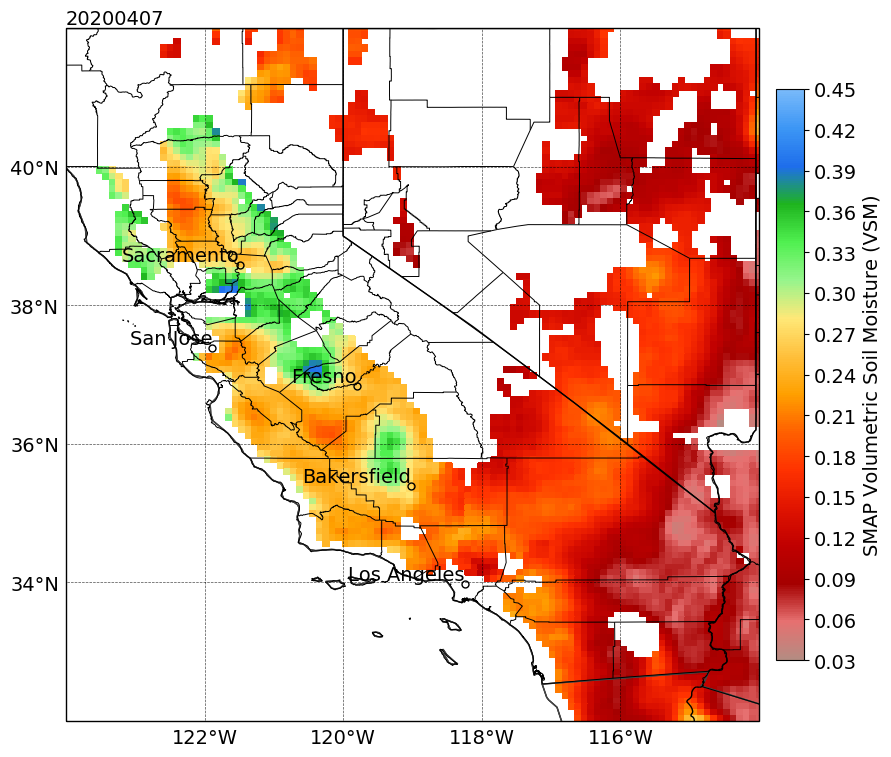 20200407
40°N
38°N
36°N
34°N
122°W
120°W
118°W
116°W
Sacramento
San Jose
Fresno
Bakersfield
Los Angeles
0.45
0.42
0.39
0.36
0.33
0.30
0.27
0.24
0.21
0.18
0.15
0.12
0.09
0.06
0.03
SMAP Volumetric Soil Moisture (VSM)